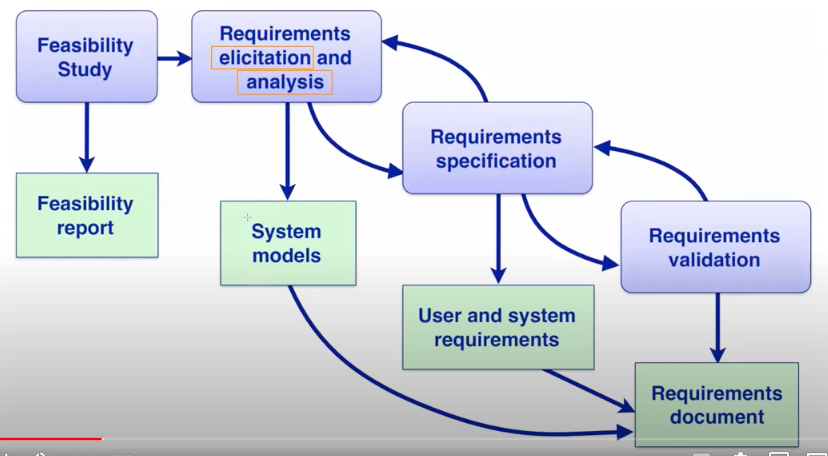 Feasibility
Study
Requirements
elicitation and
analysis
Requirements
specification
Requirements
validation
Feasibility
report
System
models
User and system
requirements
Requirements
document